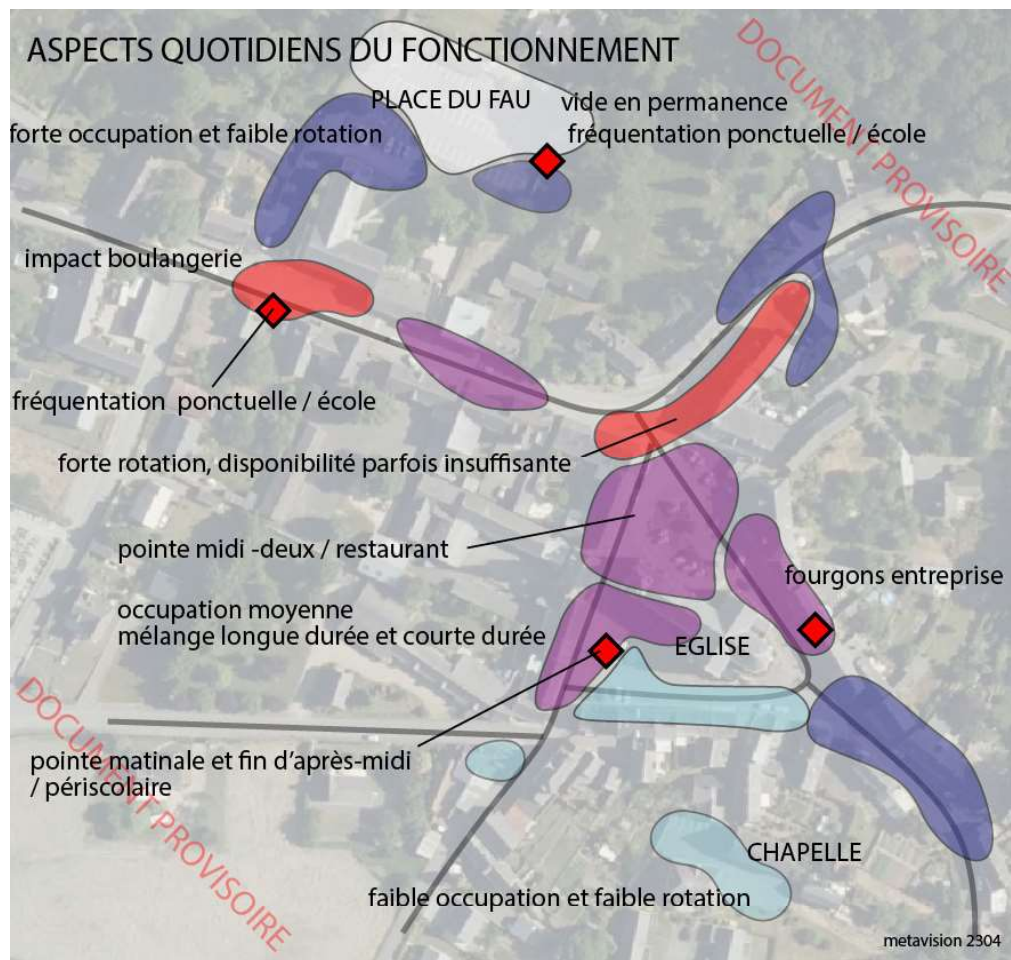 ASPECTS QUOTIDIENS DU FONCTIONNEMENT
DOCUMENT PROVISOIRE
PLACE DU FAU
vide en permanence
forte occupation et faible rotation
fréquentation ponctuelle / école
impact boulangerie
fréquentation ponctuelle / école
forte rotation, disponibilité parfois insuffisante
pointe midi -deux / restaurant
fourgons entreprise
occupation moyenne
mélange longue durée et courte durée
EGLISE
DOCUMENT PROVISOIRE
pointe matinale et fin d'après-midi
/ périscolaire
CHAPELLE
faible occupation et faible rotation
metavision 2304